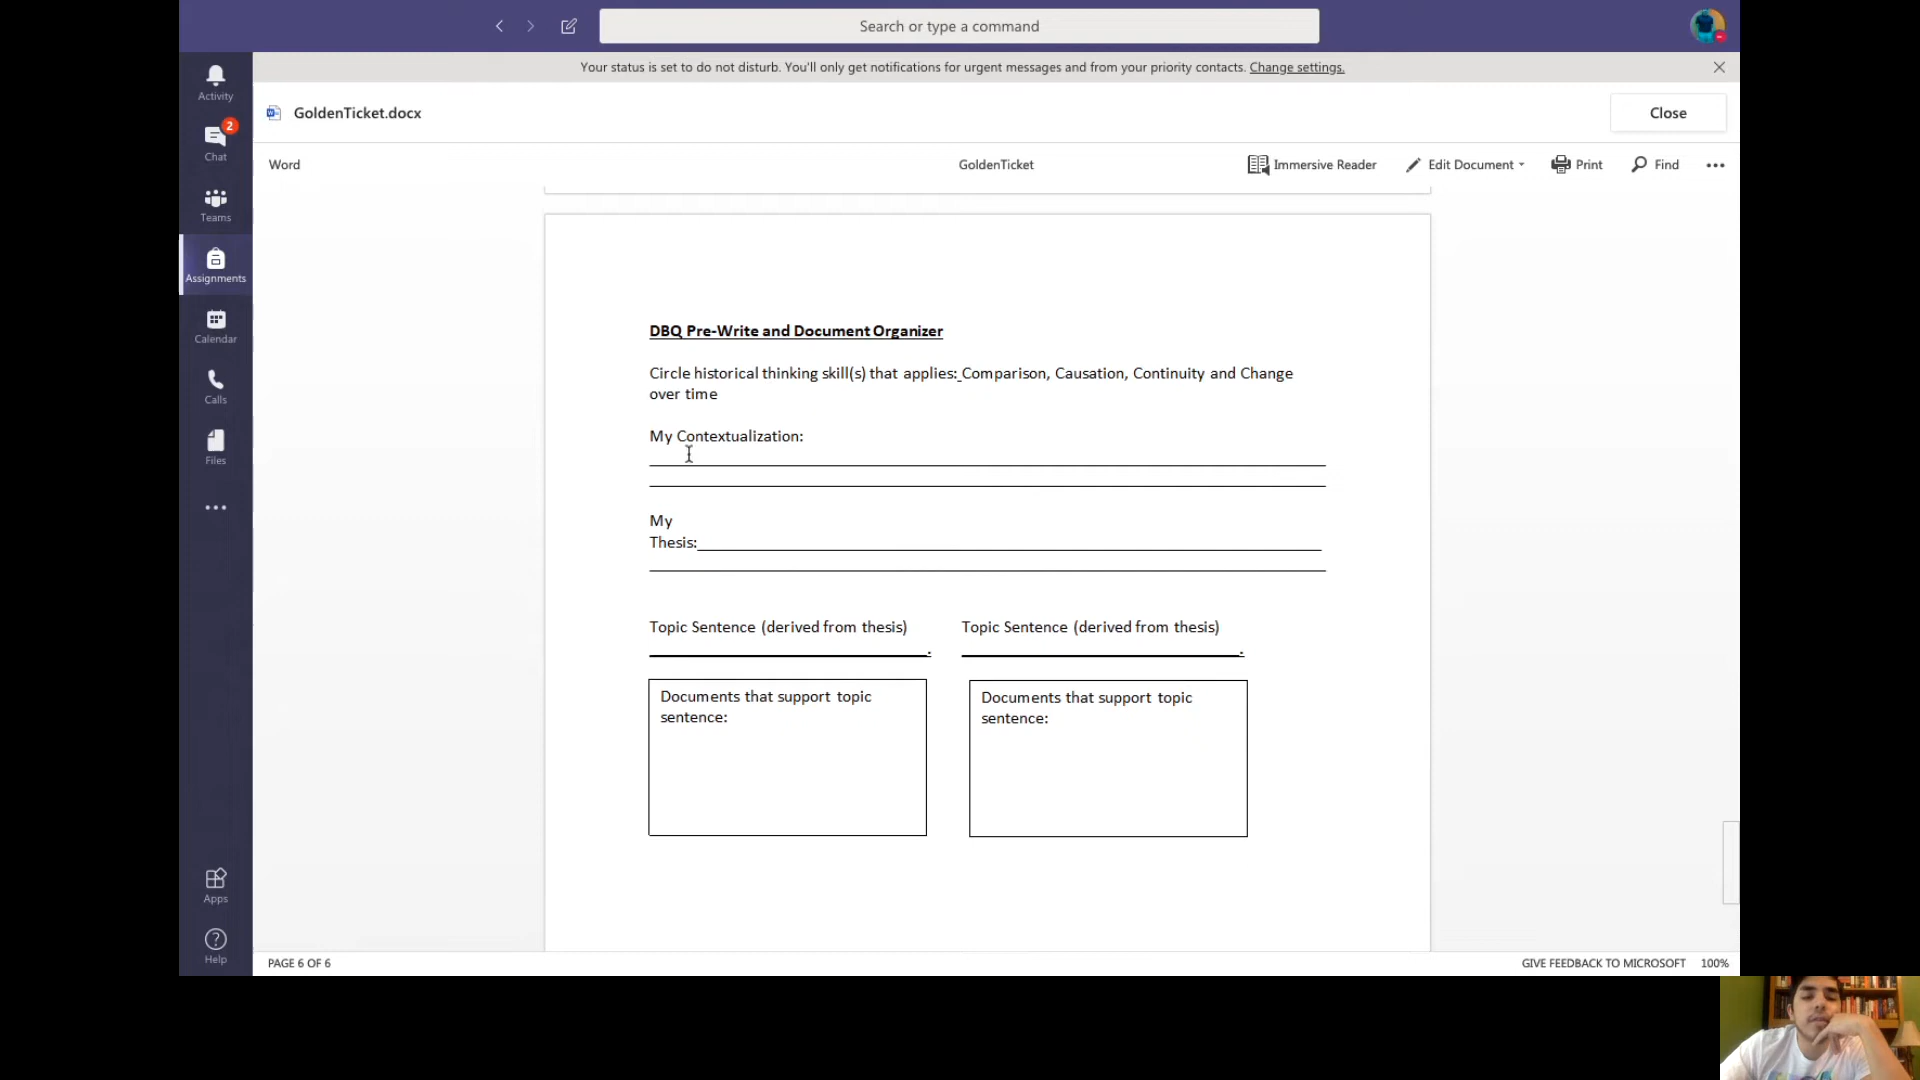 Search or type a command
Your status is set to do not disturb. You'll only get notifications for urgent messages and from your priority contacts. Change settings.
Activity
GoldenTicket.docx
Close
2
Chat
Word
GoldenTicket
Immersive Reader
Edit Document
Print
Find
Teams
Assignments
Calendar
Calls
Files
DBQ Pre-Write and Document Organizer
Circle historical thinking skill(s) that applies: Comparison, Causation, Continuity and Change
over time
My Contextualization:
My
Thesis:
Topic Sentence (derived from thesis)
Topic Sentence (derived from thesis)
.
.
Documents that support topic
sentence:
Documents that support topic
sentence:
Apps
Help
PAGE 6 OF 6
GIVE FEEDBACK TO MICROSOFT
100%